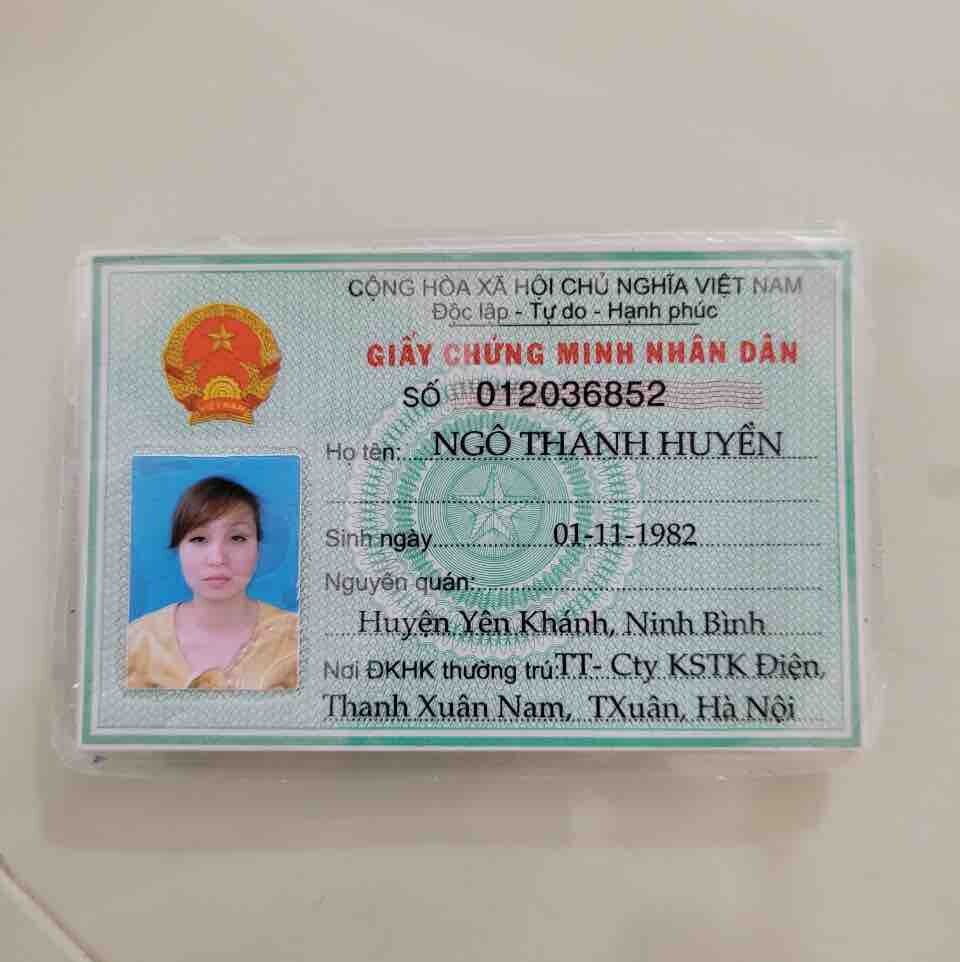 CỘNG HÒA XÃ HỘI CHỦ NGHĨA VIỆT NAM
Độc lập - Tự do - Hạnh phúc
GIẤY CHỨNG MINH NHÂN DÂN
SỐ 012036852
VIỆT NAM
Họ tên: NGÔ THANH HUYỀN
Sinh ngày 01-11-1982
Nguyên quán:
Huyện Yên Khánh, Ninh Bình
Nơi ĐKHK thường trú: TT- Cty KSTK Điện,
Thanh Xuân Nam, TXuân, Hà Nội